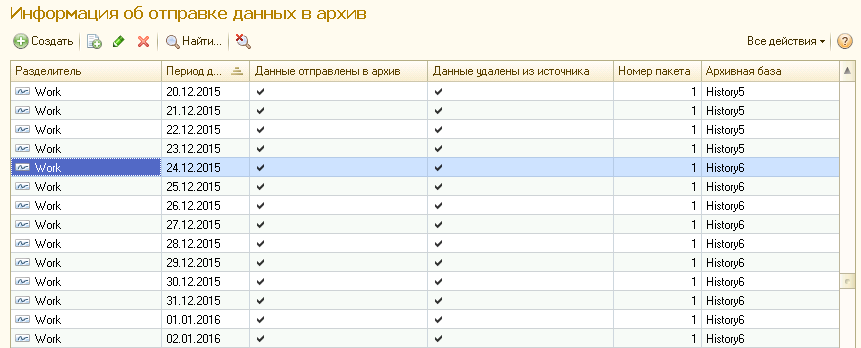 Информация об отправке данных в архив
Создать Найти... Все действия ?
Разделитель Период д... Данные отправлены в архив Данные удалены из источника Номер пакета Архивная база
Work 20.12.2015 1 History5
Work 21.12.2015 1 History5
Work 22.12.2015 1 History5
Work 23.12.2015 1 History5
Work 24.12.2015 1 History6
Work 25.12.2015 1 History6
Work 26.12.2015 1 History6
Work 27.12.2015 1 History6
Work 28.12.2015 1 History6
Work 29.12.2015 1 History6
Work 30.12.2015 1 History6
Work 31.12.2015 1 History6
Work 01.01.2016 1 History6
Work 02.01.2016 1 History6